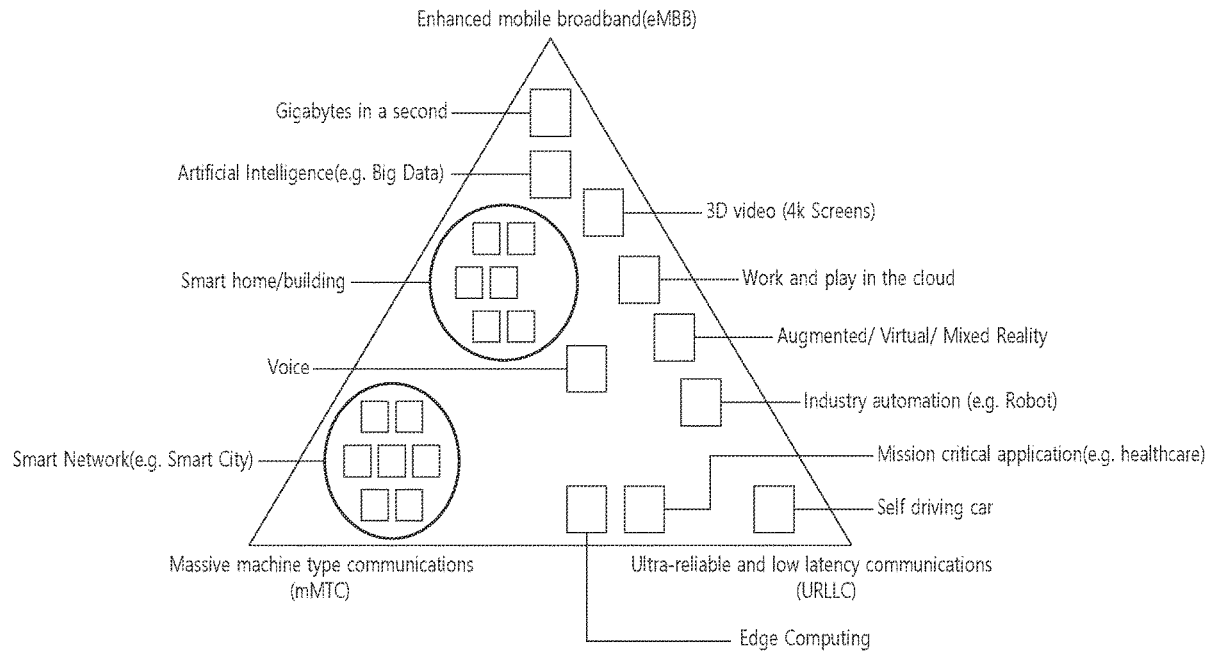 Enhanced mobile broadband(eMBB)
Gigabytes in a second
Artificial Intelligence(e.g. Big Data)
3D video (4k Screens)
Smart home/building
Work and play in the cloud
Augmented/ Virtual/ Mixed Reality
Voice
Industry automation (e.g. Robot)
Mission critical application(e.g. healthcare)
Smart Network(e.g. Smart City)
Self driving car
Massive machine type communications
(mMTC)
Ultra-reliable and low latency communications
(URLLC)
Edge Computing